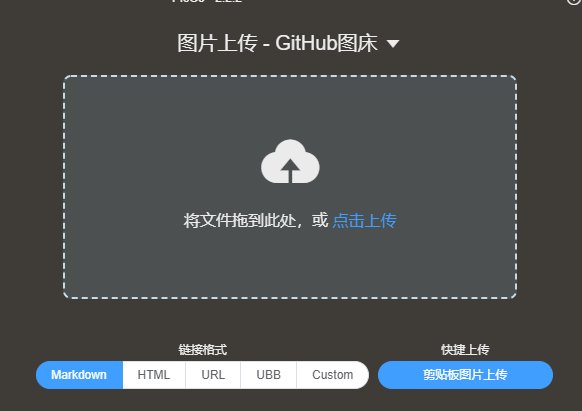 图片上传 - GitHub图床
将文件拖到此处，或 点击上传
链接格式
快捷上传
Markdown HTML URL UBB Custom
剪贴板图片上传